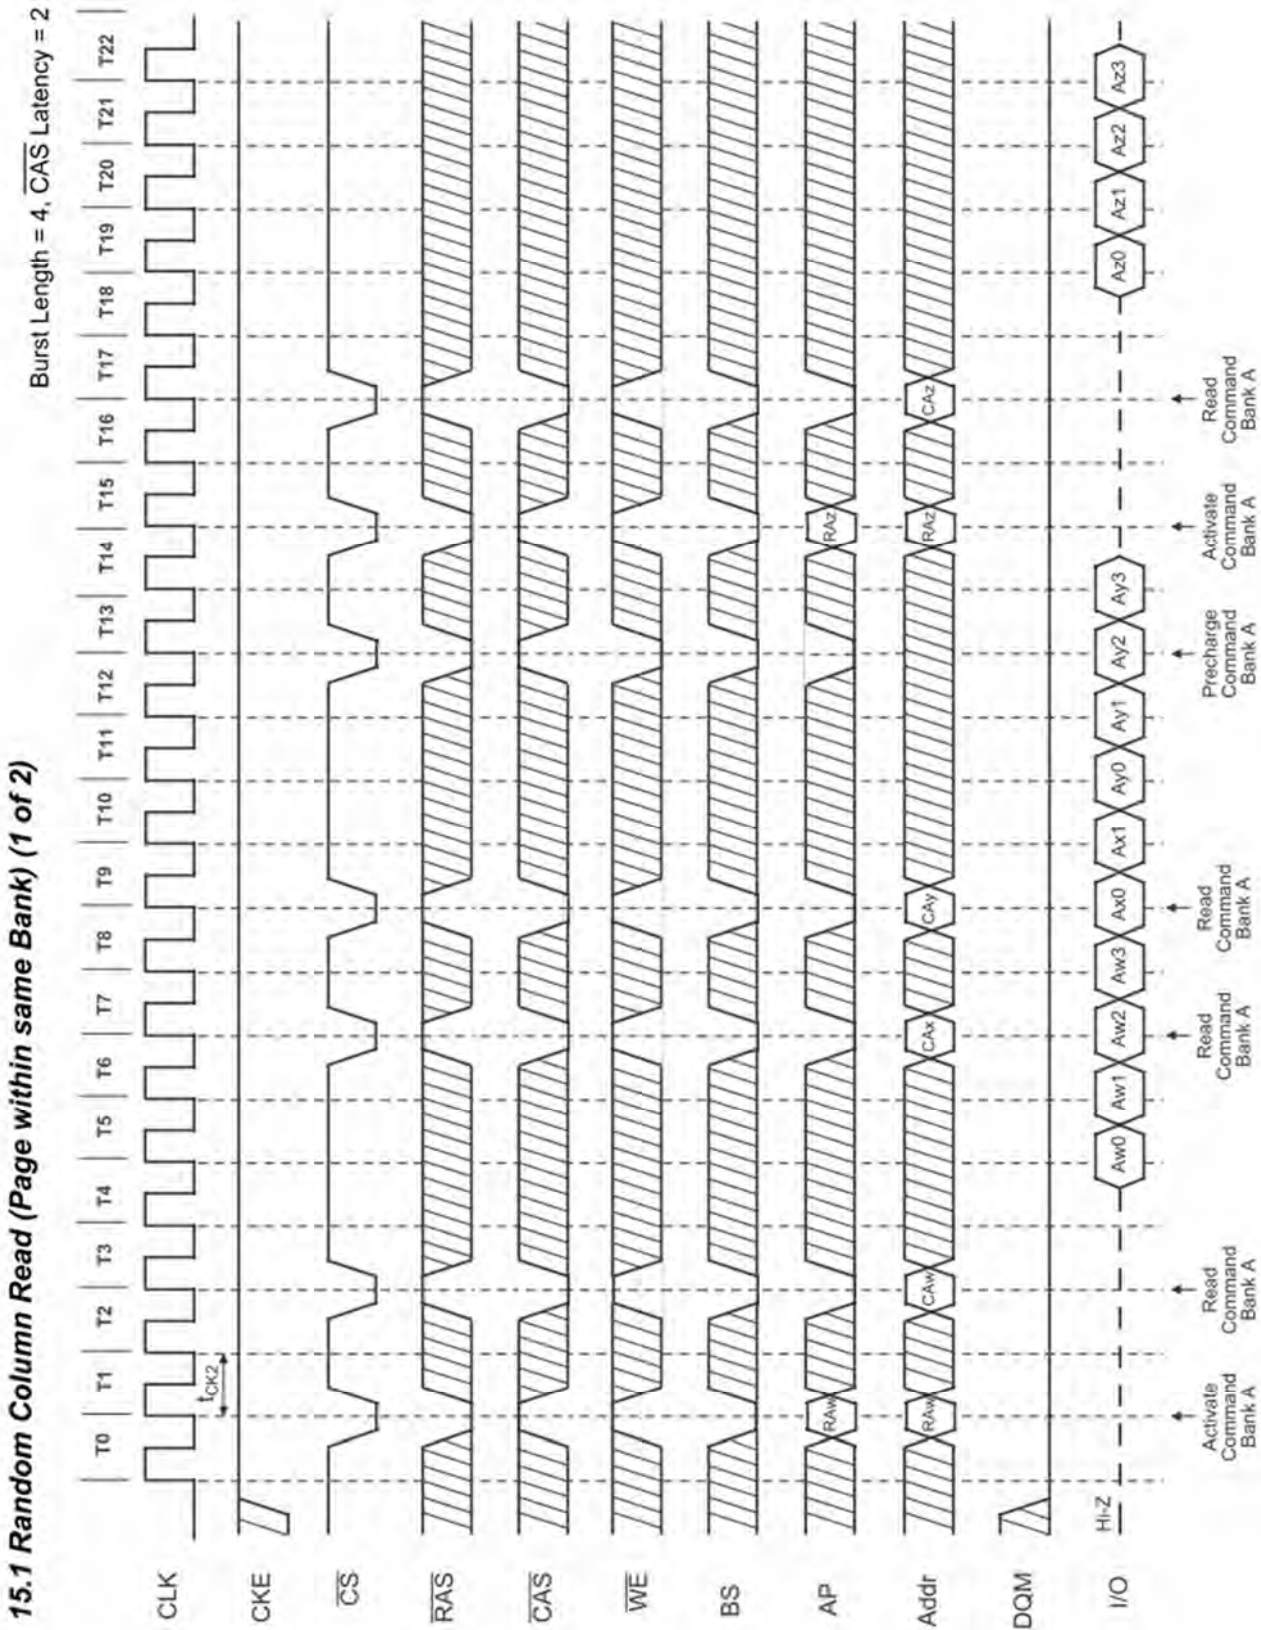 15.1 Random Column Read (Page within same Bank) (1 of 2)
Burst Length = 4, CAS Latency = 2
T0 T1 T2 T3 T4 T5 T6 T7 T8 T9 T10 T11 T12 T13 T14 T15 T16 T17 T18 T19 T20 T21 T22
CLK
tCK2
CKE
CS
RAS
CAS
WE
BS
AP
RAw RAz
Addr
RAw CAw CAx CAy RAz CAz
DQM
I/O
Hi-Z
Aw0 Aw1 Aw2 Aw3 Ax0 Ax1 Ay0 Ay1 Ay2 Ay3 Az0 Az1 Az2 Az3
Activate
Command
Bank A
Read
Command
Bank A
Read
Command
Bank A
Read
Command
Bank A
Precharge
Command
Bank A
Activate
Command
Bank A
Read
Command
Bank A